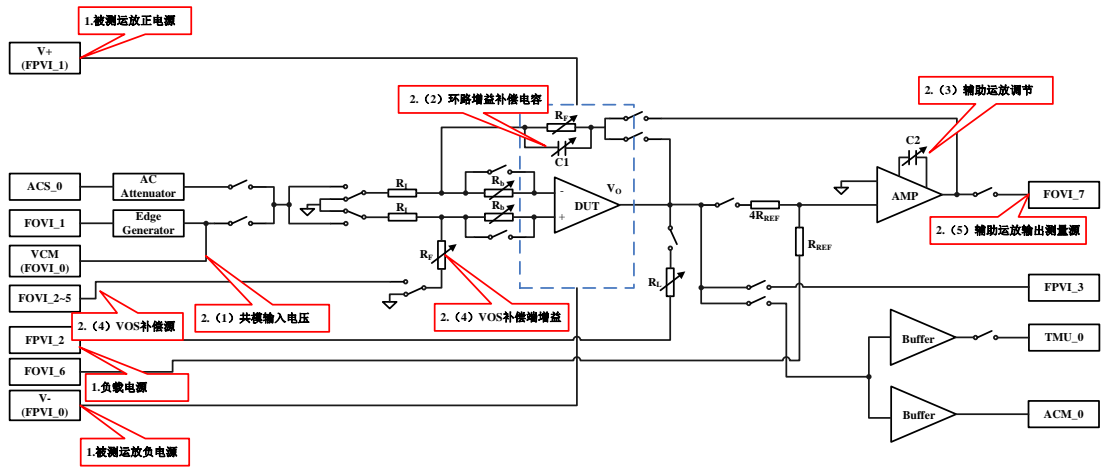 1.被测运放正电源
V+
(FPVI_1)
2.（2）环路增益补偿电容
2.（3）辅助运放调节
RF
C1
C2
ACS_0
AC
Attenuator
FOVI_1
Edge
Generator
VCM
(FOVI_0)
FOVI_2~5
RI
RI
Rb
Rb
-
+
DUT
VO
RF
RL
4RREF
RREF
AMP
FOVI_7
2.（5）辅助运放输出测量源
2.（4）VOS补偿源
2.（1）共模输入电压
2.（4）VOS补偿端增益
FPVI_3
FPVI_2
FOVI_6
1.负载电源
V-
(FPVI_0)
1.被测运放负电源
Buffer
TMU_0
Buffer
ACM_0